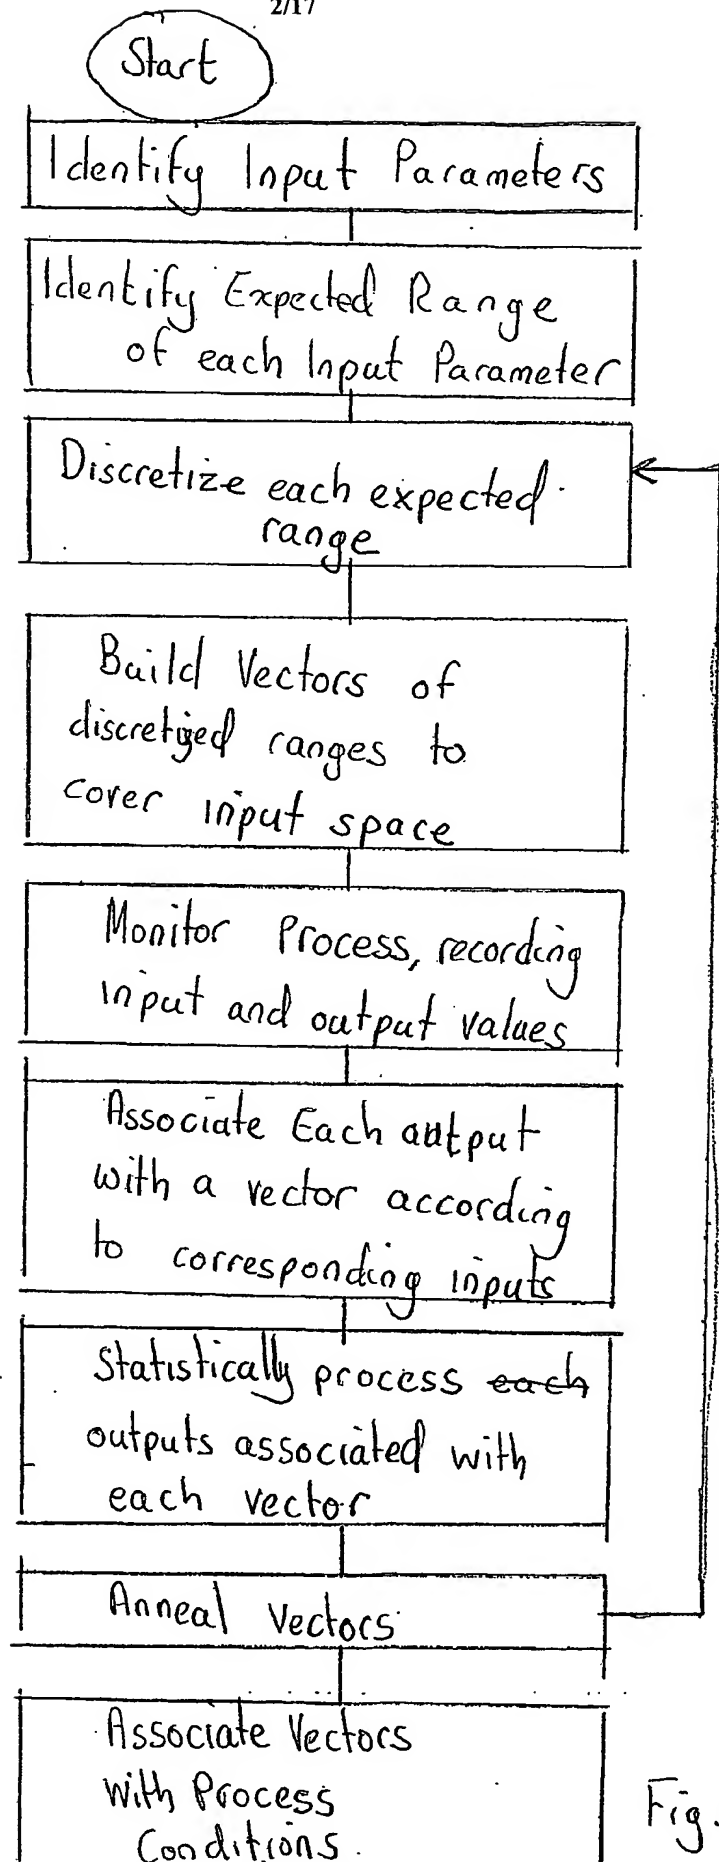 2/17
Start
Identify Input Parameters
Identify Expected Range
of each Input Parameter
Discretize each expected
range
Build Vectors of
discretized ranges to
cover input space
Monitor Process, recording
input and output values
Associate Each output
with a vector according
to corresponding inputs
Statistically process each
outputs associated with
each vector
Anneal Vectors
Associate Vectors
with Process
Conditions.
Fig.